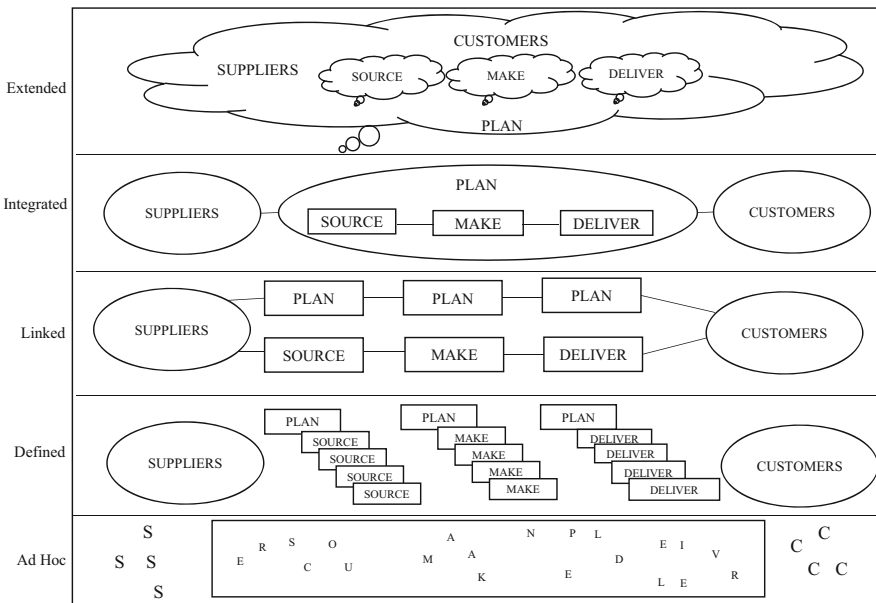 Extended
CUSTOMERS
SUPPLIERS
SOURCE
MAKE
DELIVER
PLAN
Integrated
SUPPLIERS
PLAN
SOURCE
MAKE
DELIVER
CUSTOMERS
Linked
SUPPLIERS
PLAN
PLAN
PLAN
SOURCE
MAKE
DELIVER
CUSTOMERS
Defined
SUPPLIERS
PLAN
SOURCE
SOURCE
SOURCE
SOURCE
PLAN
MAKE
MAKE
MAKE
MAKE
PLAN
DELIVER
DELIVER
DELIVER
DELIVER
CUSTOMERS
Ad Hoc
S
S S
S
E R S O
C U
M A A
K
N P L
E D
E I V
L E R
C C
C C